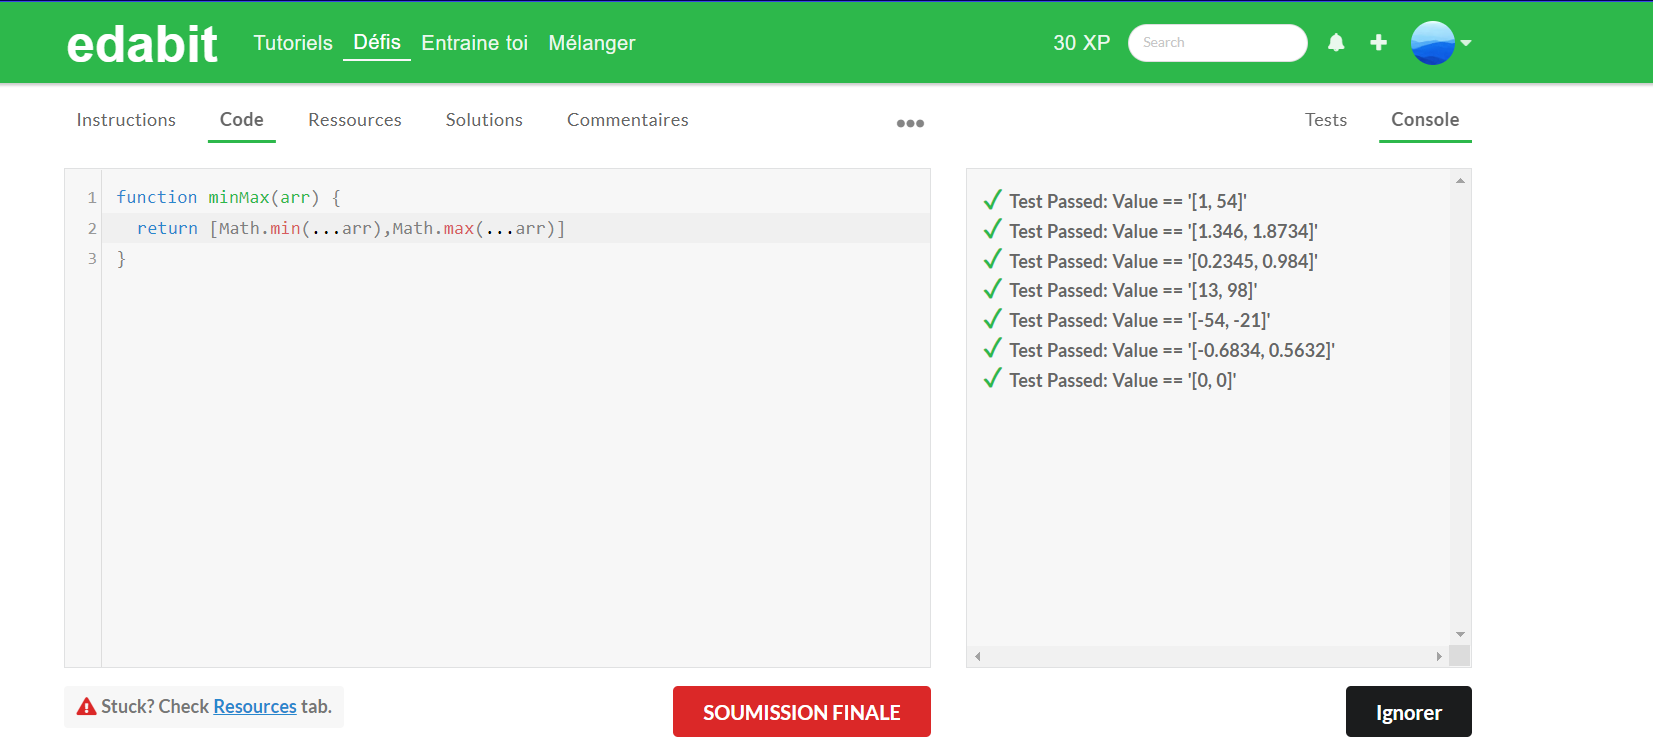 edabit
Tutoriels Défis Entraine toi Mélanger
30 XP Search
Instructions Code Ressources Solutions Commentaires
Tests Console
1 function minMax(arr) {
2 return [Math.min(...arr),Math.max(...arr)]
3 }
Test Passed: Value == '[1, 54]'
Test Passed: Value == '[1.346, 1.8734]'
Test Passed: Value == '[0.2345, 0.984]'
Test Passed: Value == '[13, 98]'
Test Passed: Value == '[-54, -21]'
Test Passed: Value == '[-0.6834, 0.5632]'
Test Passed: Value == '[0, 0]'
Stuck? Check Resources tab.
SOUMISSION FINALE
Ignorer